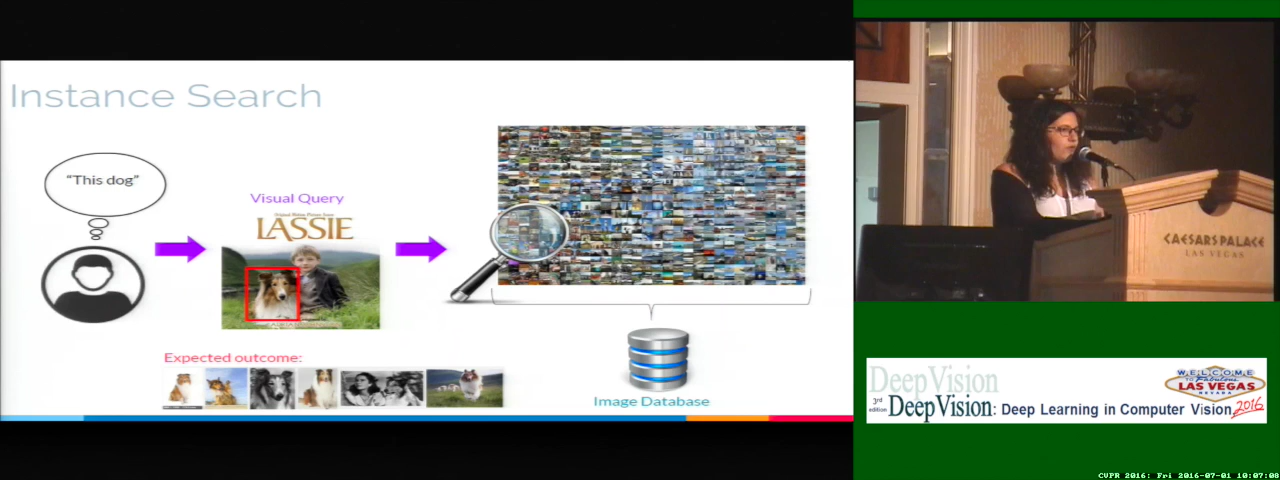 Instance Search
“This dog”
Visual Query
LASSIE
Expected outcome:
Image Database
CAESARS PALACE
LAS VEGAS
DeepVision
3rd
edition
DeepVision: Deep Learning in Computer Vision 2016
WELCOME
TO Fabulous
LAS VEGAS
NEVADA
CVPR 2016: Fri 2016-07-01 10:07:08